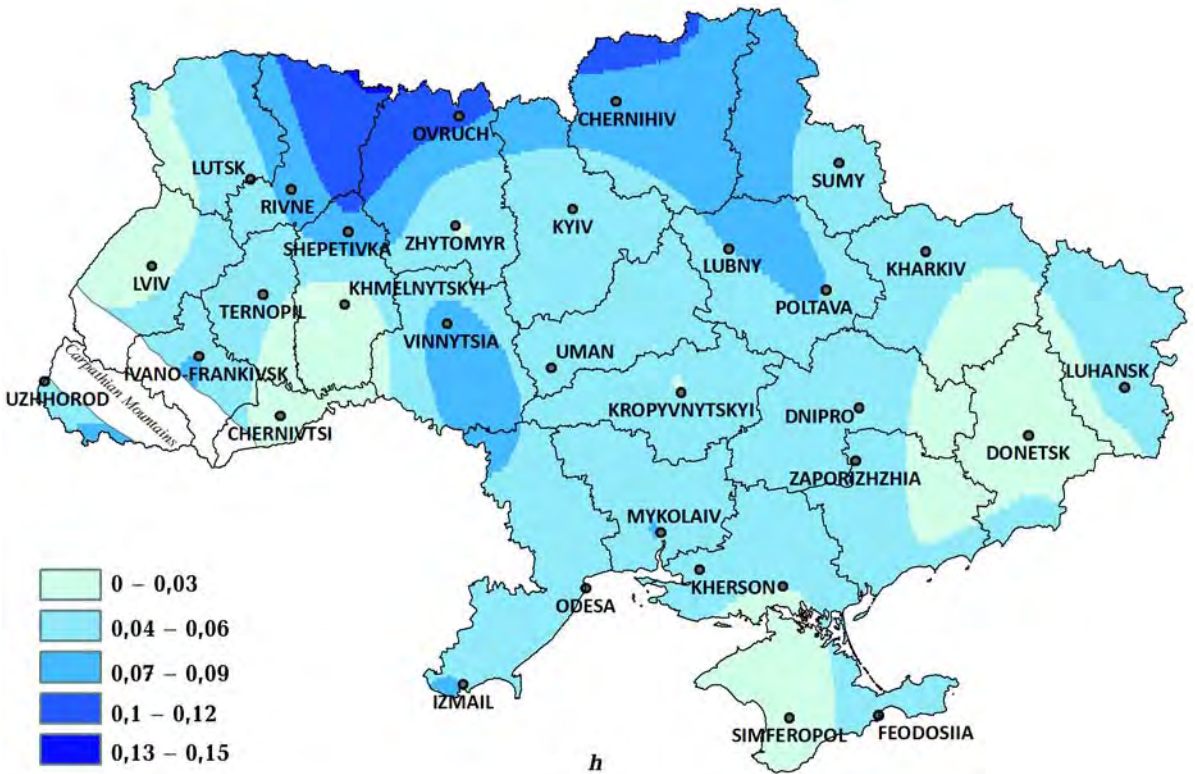 OVRUCH
CHERNIHIV
LUTSK
SUMY
RIVNE
SHEPETIVKA
ZHYTOMYR
KYIV
LVIV
KHMELNYTSKYI
LUBNY
KHARKIV
TERNOPIL
POLTAVA
VINNYTSIA
UMAN
IVANO-FRANKIVSK
LUHANSK
UZHHOROD
Carpathian Mountains
KROPYVNYTSKYI
DNIPRO
CHERNIVTSI
DONETSK
ZAPORIZHZHIA
MYKOLAIV
KHERSON
ODESA
IZMAIL
SIMFEROPOL
FEODOSIIA
0 – 0,03
0,04 – 0,06
0,07 – 0,09
0,1 – 0,12
0,13 – 0,15
h